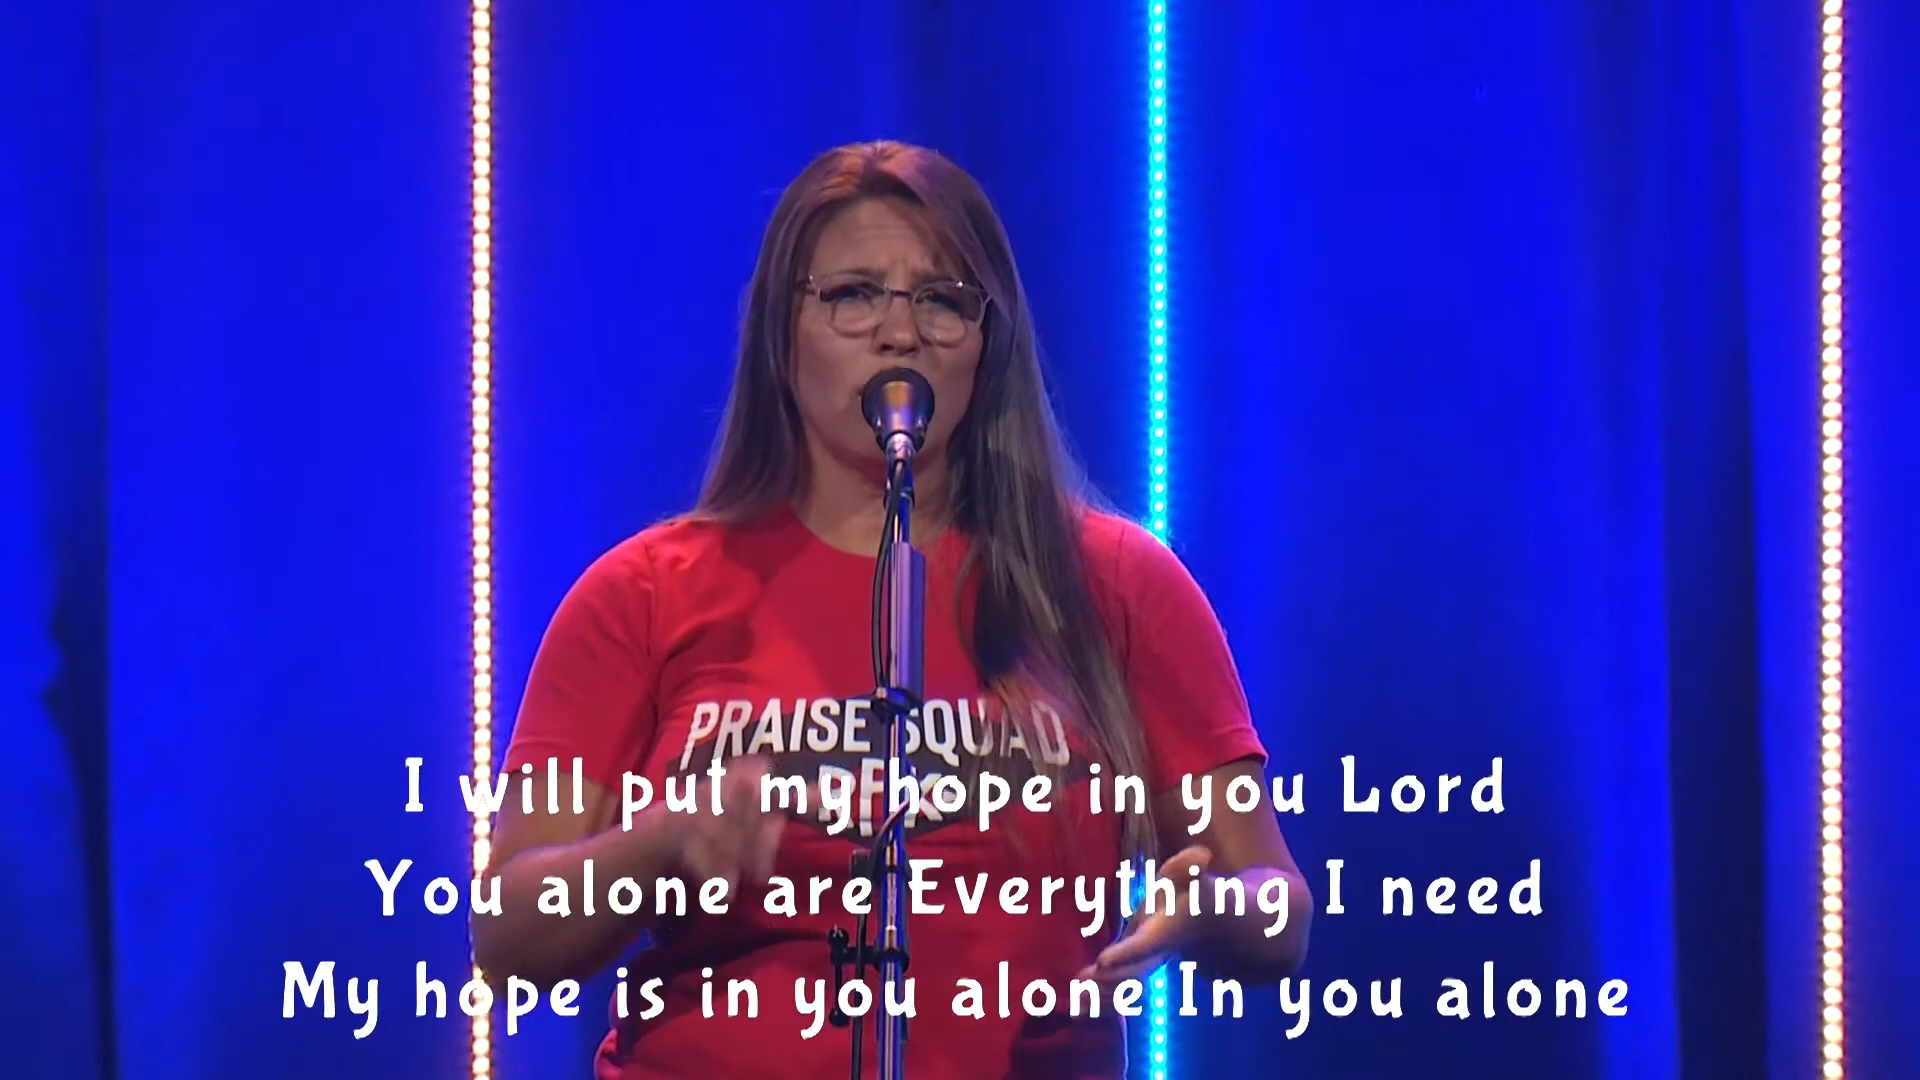 PRAISE SQUAD
I will put my hope in you Lord
You alone are Everything I need
My hope is in you alone In you alone